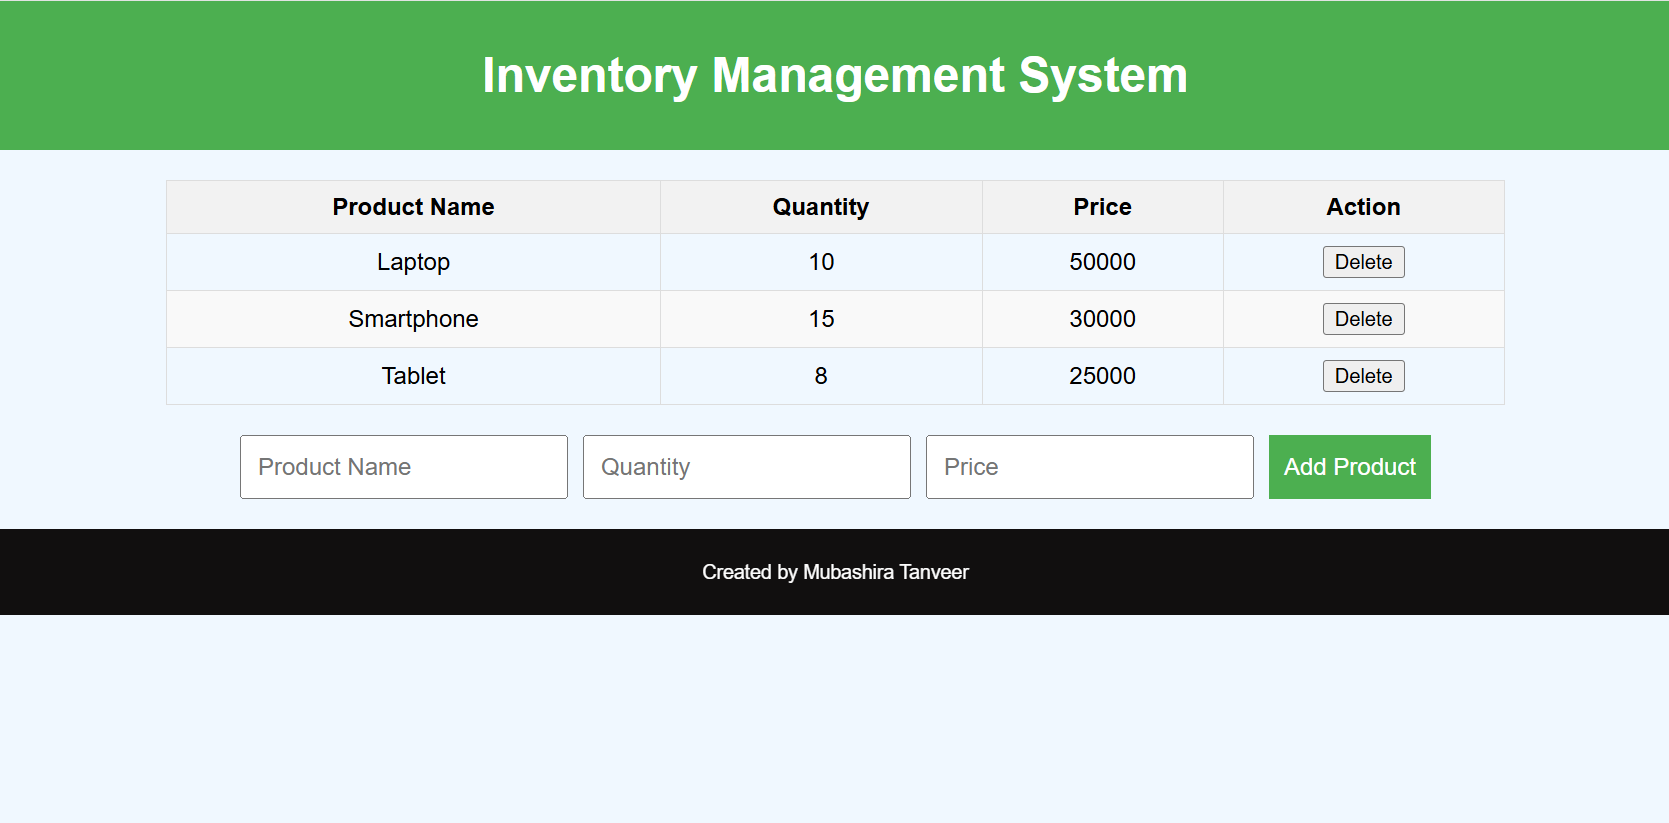 Inventory Management System
Product Name Quantity Price Action
Laptop 10 50000 Delete
Smartphone 15 30000 Delete
Tablet 8 25000 Delete
Product Name Quantity Price Add Product
Created by Mubashira Tanveer